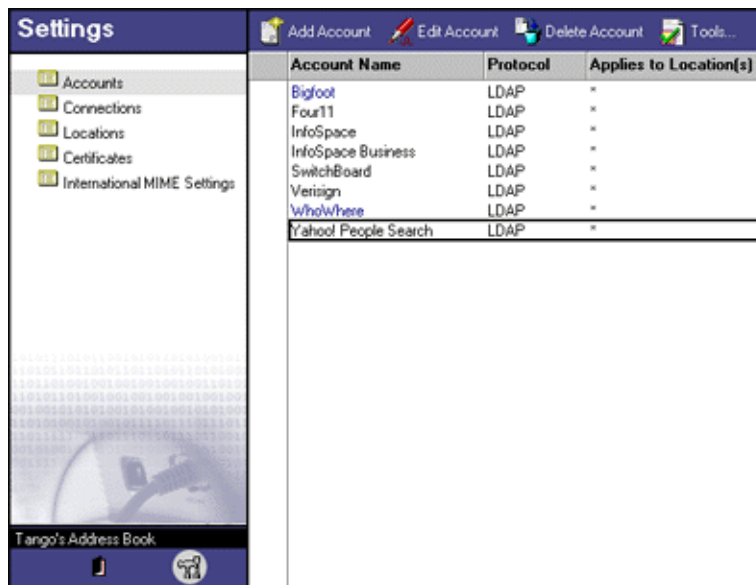 Settings
Add Account Edit Account Delete Account Tools...
Accounts
Connections
Locations
Certificates
International MIME Settings
Account Name Protocol Applies to Location(s)
Bigfoot LDAP *
Four11 LDAP *
InfoSpace LDAP *
InfoSpace Business LDAP *
SwitchBoard LDAP *
Verisign LDAP *
WhoWhere LDAP *
Yahoo! People Search LDAP *
Tango's Address Book